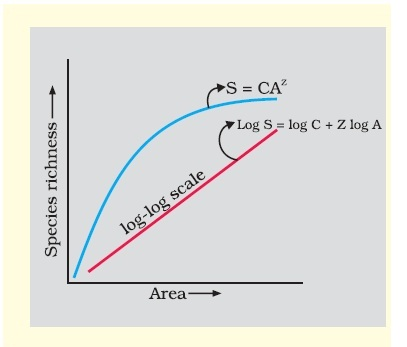 S = CA^z
Log S = log C + Z log A
log-log scale
Species richness
Area